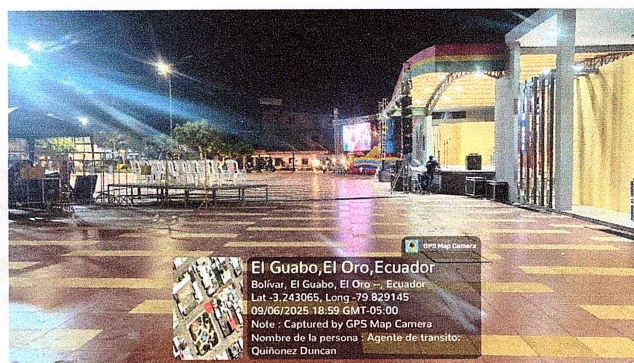 GPS Map Camera
El Guabo,El Oro,Ecuador
Bolívar, El Guabo, El Oro --, Ecuador
Lat -3.243065, Long -79.829145
09/06/2025 18:59 GMT-05:00
Note : Captured by GPS Map Camera
Nombre de la persona : Agente de transito:
Quiñonez Duncan